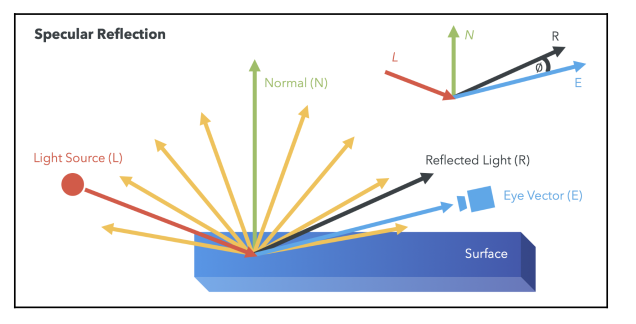 Specular Reflection
N
R
L
Ø
E
Normal (N)
Light Source (L)
Reflected Light (R)
Eye Vector (E)
Surface